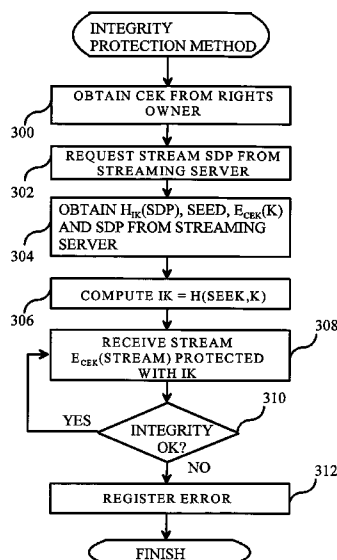 INTEGRITY
PROTECTION METHOD
OBTAIN CEK FROM RIGHTS
OWNER
300
REQUEST STREAM SDP FROM
STREAMING SERVER
302
OBTAIN H_IK(SDP), SEED, E_CEK(K)
AND SDP FROM STREAMING
SERVER
304
COMPUTE IK = H(SEEK,K)
306
RECEIVE STREAM
E_CEK(STREAM) PROTECTED
WITH IK
308
YES
INTEGRITY
OK?
310
NO
312
REGISTER ERROR
FINISH